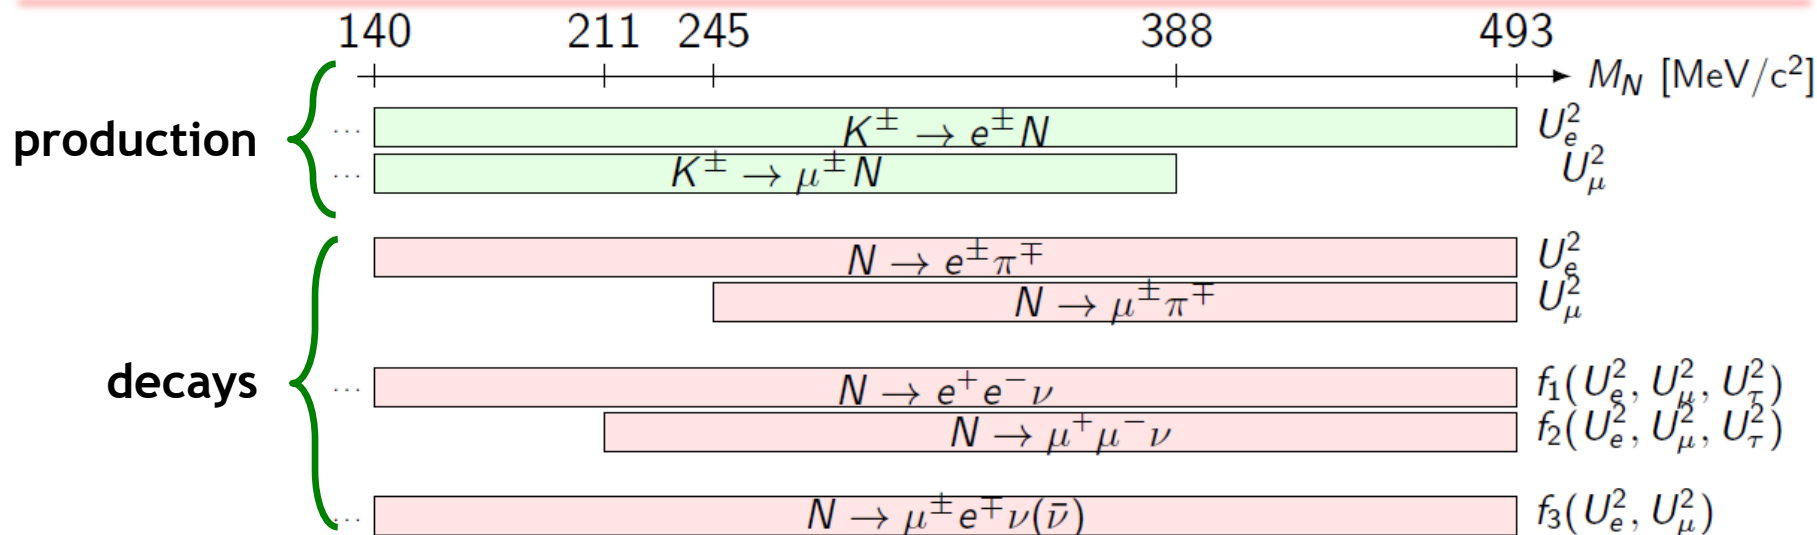 140 211 245 388 493
M_N [MeV/c²]
production
... K± → e±N U_e²
... K± → μ±N U_μ²
decays
N → e±π∓ U_e²
N → μ±π∓ U_μ²
... N → e⁺e⁻ν f₁(U_e², U_μ², U_τ²)
N → μ⁺μ⁻ν f₂(U_e², U_μ², U_τ²)
... N → μ±e∓ν(ν̄) f₃(U_e², U_μ²)